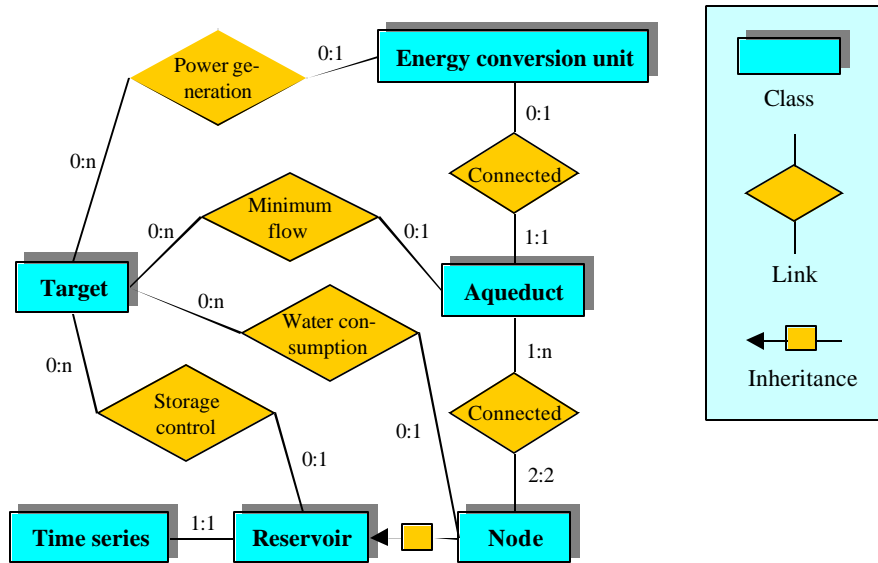 Power ge-
neration
0:1
Energy conversion unit
0:1
0:n
Connected
Minimum
flow
0:n
0:1
1:1
Target
0:n
Water con-
sumption
Aqueduct
0:n
1:n
Storage
control
0:1
Connected
0:1
2:2
Time series
1:1
Reservoir
Node
Class
Link
Inheritance